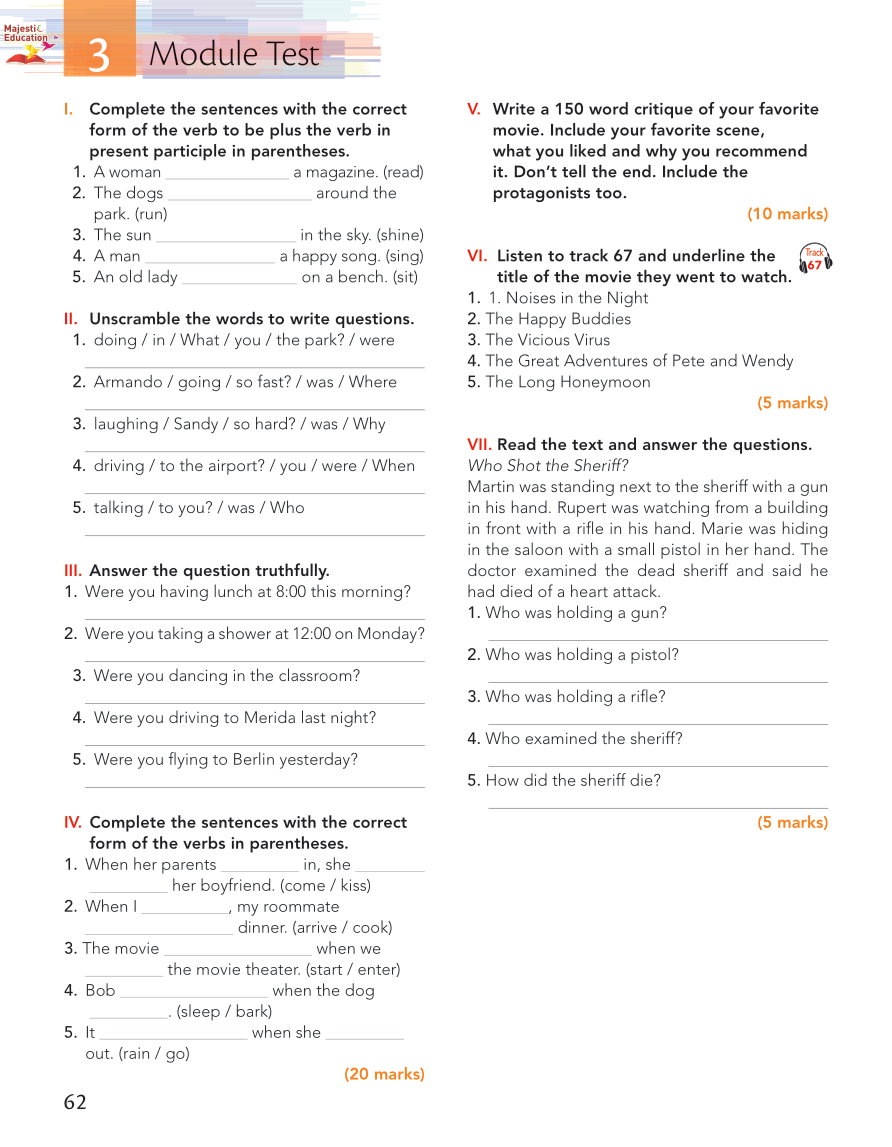 Majestic
Education
3
Module Test
I. Complete the sentences with the correct
form of the verb to be plus the verb in
present participle in parentheses.
1. A woman ______________ a magazine. (read)
2. The dogs ________________ around the
park. (run)
3. The sun ________________ in the sky. (shine)
4. A man _______________ a happy song. (sing)
5. An old lady _____________ on a bench. (sit)
II. Unscramble the words to write questions.
1. doing / in / What / you / the park? / were
2. Armando / going / so fast? / was / Where
3. laughing / Sandy / so hard? / was / Why
4. driving / to the airport? / you / were / When
5. talking / to you? / was / Who
III. Answer the question truthfully.
1. Were you having lunch at 8:00 this morning?
2. Were you taking a shower at 12:00 on Monday?
3. Were you dancing in the classroom?
4. Were you driving to Merida last night?
5. Were you flying to Berlin yesterday?
IV. Complete the sentences with the correct
form of the verbs in parentheses.
1. When her parents _________ in, she ________
_________ her boyfriend. (come / kiss)
2. When I __________, my roommate
_________________ dinner. (arrive / cook)
3. The movie _________________ when we
_________ the movie theater. (start / enter)
4. Bob _________________ when the dog
_________. (sleep / bark)
5. It _________________ when she _________
out. (rain / go)
(20 marks)
62
V. Write a 150 word critique of your favorite
movie. Include your favorite scene,
what you liked and why you recommend
it. Don’t tell the end. Include the
protagonists too.
(10 marks)
VI. Listen to track 67 and underline the
title of the movie they went to watch.
Track
67
1. 1. Noises in the Night
2. The Happy Buddies
3. The Vicious Virus
4. The Great Adventures of Pete and Wendy
5. The Long Honeymoon
(5 marks)
VII. Read the text and answer the questions.
Who Shot the Sheriff?
Martin was standing next to the sheriff with a gun
in his hand. Rupert was watching from a building
in front with a rifle in his hand. Marie was hiding
in the saloon with a small pistol in her hand. The
doctor examined the dead sheriff and said he
had died of a heart attack.
1. Who was holding a gun?
2. Who was holding a pistol?
3. Who was holding a rifle?
4. Who examined the sheriff?
5. How did the sheriff die?
(5 marks)